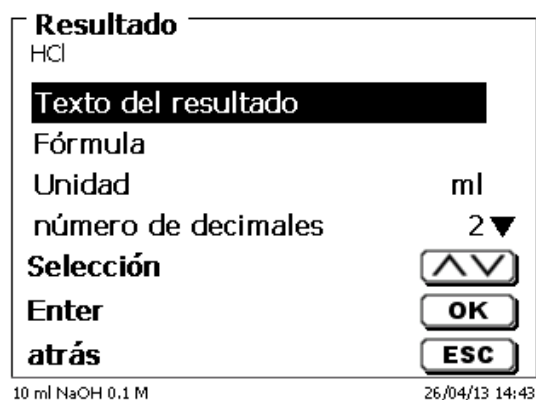 Resultado
HCl
Texto del resultado
Fórmula
Unidad ml
número de decimales 2▼
Selección
Enter OK
atrás ESC
10 ml NaOH 0.1 M 26/04/13 14:43